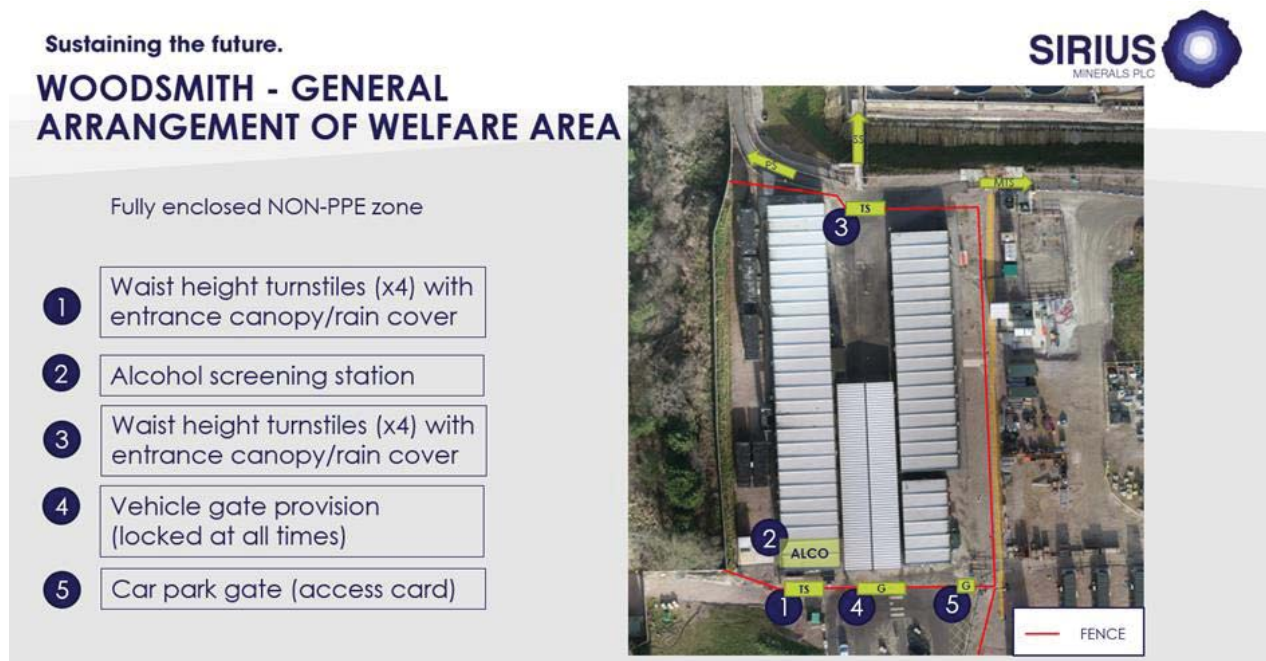 Sustaining the future.
SIRIUS
MINERALS PLC
WOODSMITH - GENERAL
ARRANGEMENT OF WELFARE AREA
Fully enclosed NON-PPE zone
1
Waist height turnstiles (x4) with
entrance canopy/rain cover
2
Alcohol screening station
3
Waist height turnstiles (x4) with
entrance canopy/rain cover
4
Vehicle gate provision
(locked at all times)
5
Car park gate (access card)
PS
SS
MTS
3
TS
2
ALCO
TS
G
G
1
4
5
FENCE